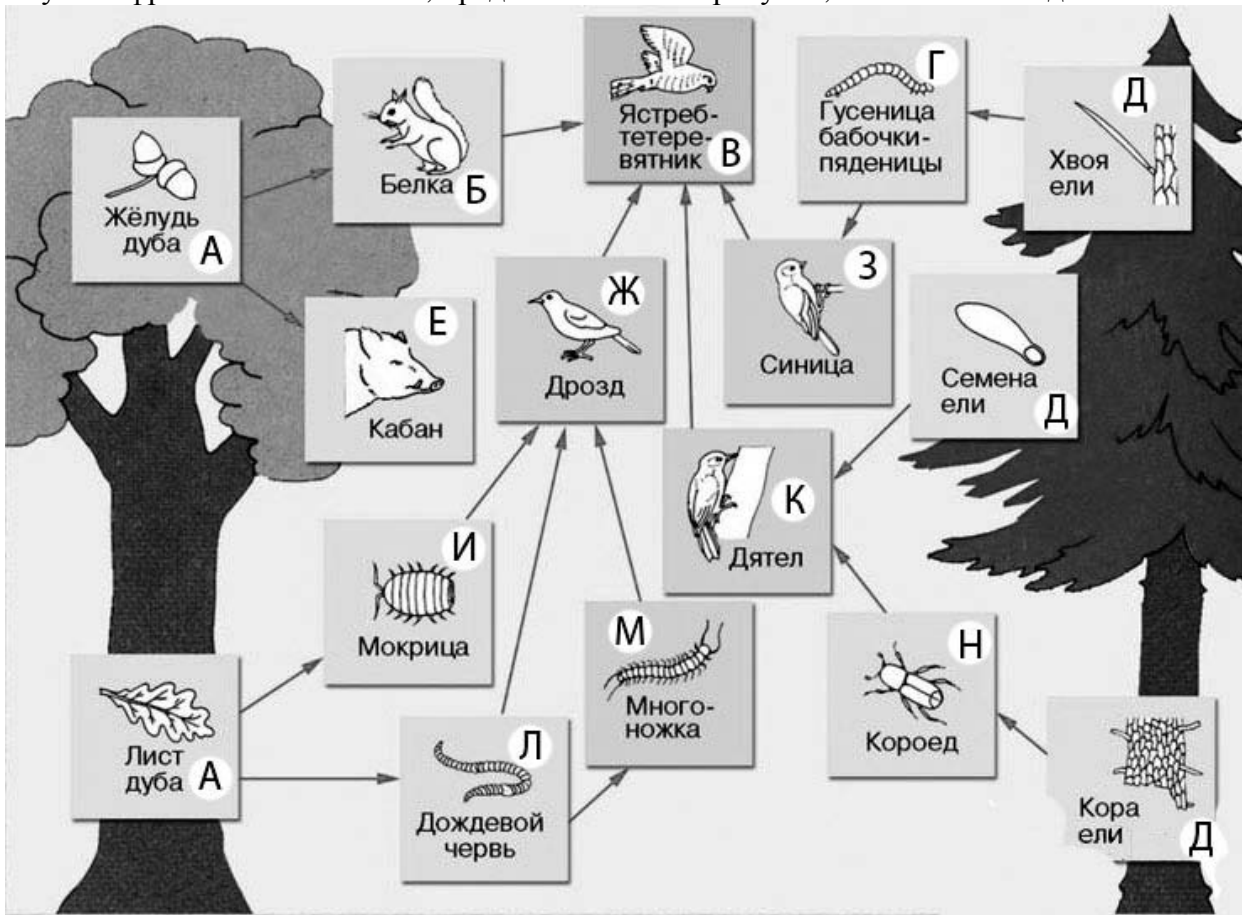 Жёлудь
дуба
А
Белка
Б
Ястреб-
тетере-
вятник
В
Г
Гусеница
бабочки-
пяденицы
Д
Хвоя
ели
Е
Кабан
Ж
Дрозд
З
Синица
Семена
ели
Д
И
Мокрица
К
Дятел
Лист
дуба
А
Л
Дождевой
червь
М
Много-
ножка
Н
Короед
Кора
ели
Д